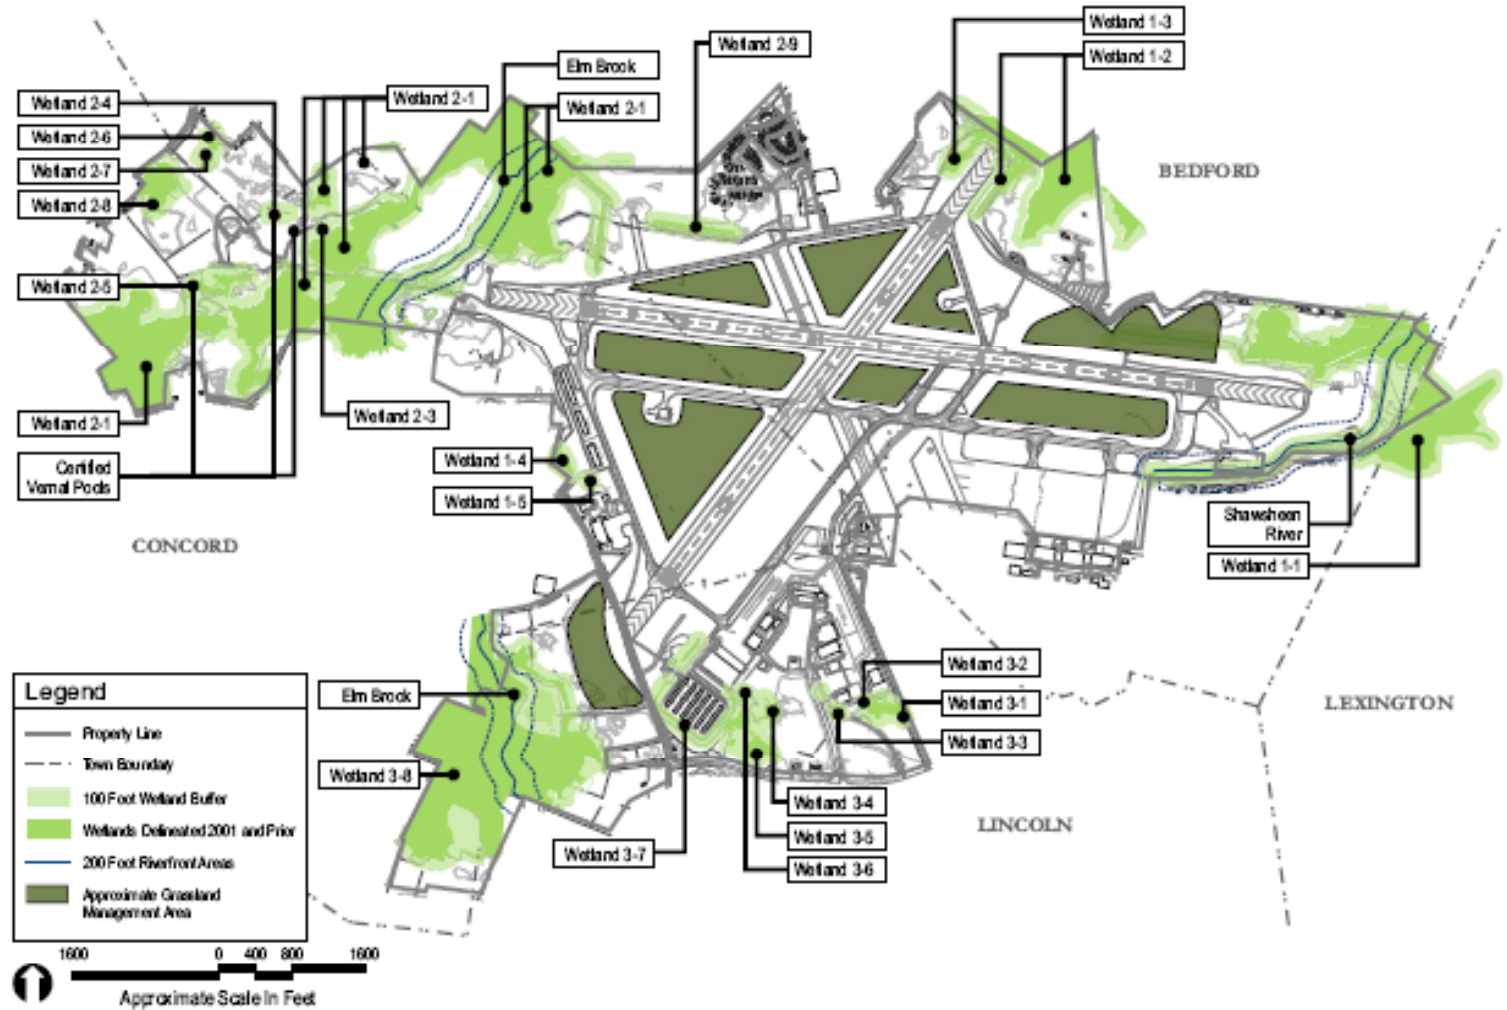 Wetland 1-3
Wetland 2-9
Wetland 1-2
Elm Brook
Wetland 2-4
Wetland 2-1
Wetland 2-1
Wetland 2-6
Wetland 2-7
BEDFORD
Wetland 2-8
Wetland 2-5
Wetland 2-1
Wetland 2-3
Wetland 1-4
Certified
Vernal Pools
Wetland 1-5
Shawsheen
River
CONCORD
Wetland 1-1
Wetland 3-2
Elm Brook
Wetland 3-1
LEXINGTON
Wetland 3-3
Wetland 3-8
Wetland 3-4
LINCOLN
Wetland 3-5
Wetland 3-7
Wetland 3-6
Legend
Property Line
Town Boundary
100 Foot Wetland Buffer
Wetlands Delineated 2001 and Prior
200 Foot Riverfront Areas
Approximate Grassland
Management Area
1600 0 400 800 1600
Approximate Scale In Feet